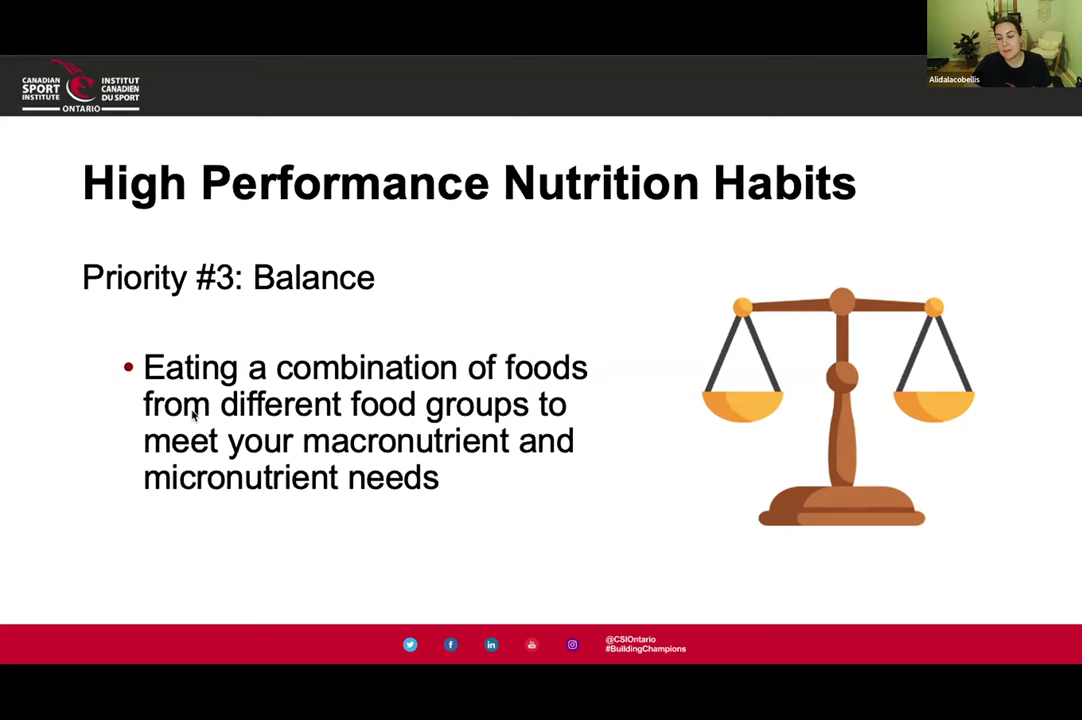 AlidaIacobellis
CANADIAN
SPORT
INSTITUTE
INSTITUT
CANADIEN
DU SPORT
ONTARIO
High Performance Nutrition Habits
Priority #3: Balance
• Eating a combination of foods
from different food groups to
meet your macronutrient and
micronutrient needs
@CSIOntario
#BuildingChampions